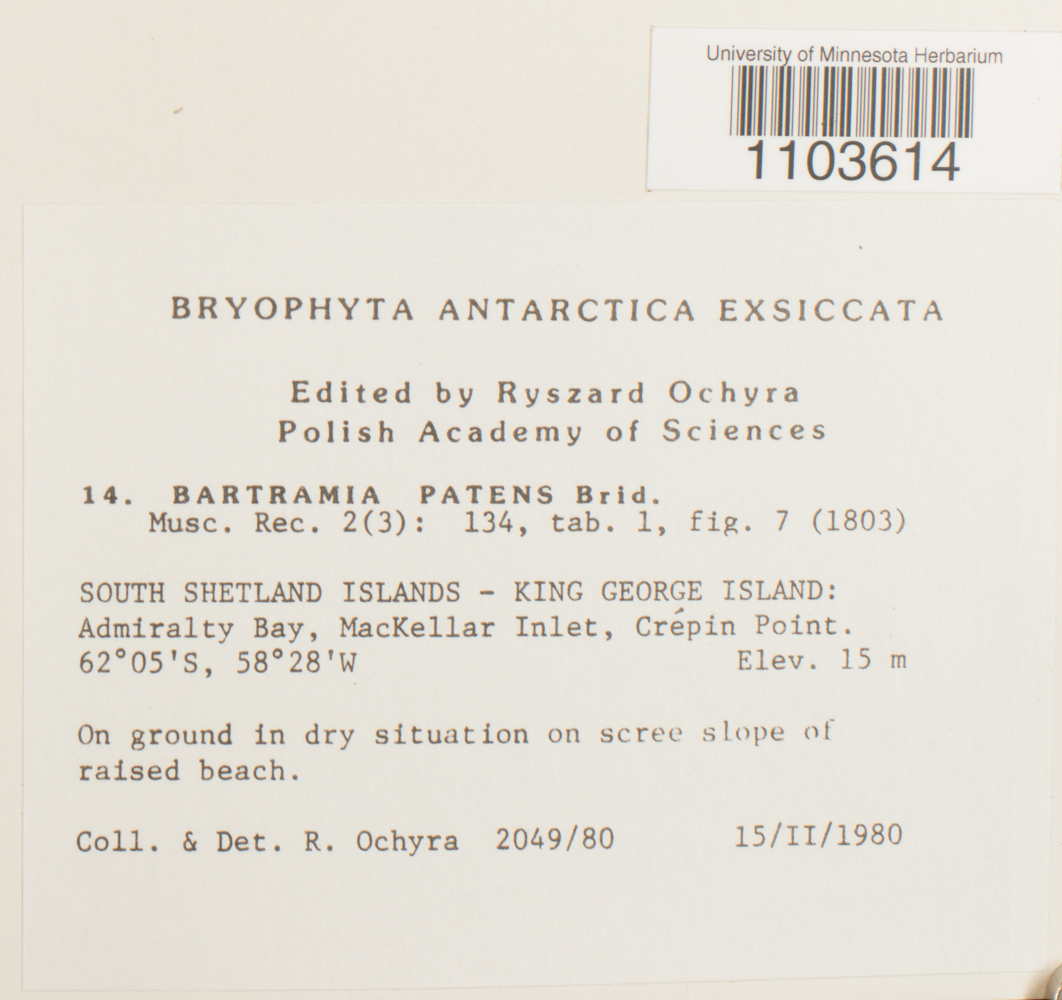 University of Minnesota Herbarium
1103614
BRYOPHYTA ANTARCTICA EXSICCATA
Edited by Ryszard Ochyra
Polish Academy of Sciences
14. BARTRAMIA PATENS Brid.
Musc. Rec. 2(3): 134, tab. 1, fig. 7 (1803)
SOUTH SHETLAND ISLANDS - KING GEORGE ISLAND:
Admiralty Bay, MacKellar Inlet, Crépin Point.
62°05'S, 58°28'W Elev. 15 m
On ground in dry situation on scree slope of
raised beach.
Coll. & Det. R. Ochyra 2049/80 15/II/1980